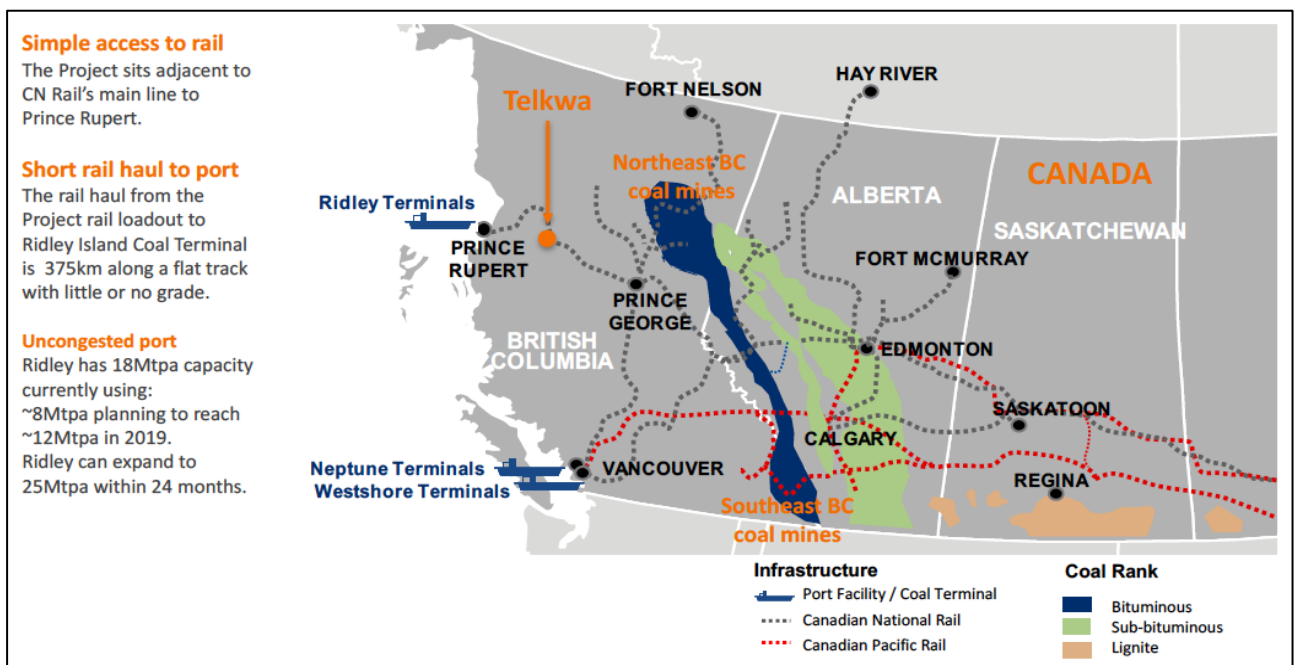 Simple access to rail
The Project sits adjacent to
CN Rail's main line to
Prince Rupert.
Short rail haul to port
The rail haul from the
Project rail loadout to
Ridley Island Coal Terminal
is 375km along a flat track
with little or no grade.
Uncongested port
Ridley has 18Mtpa capacity
currently using:
~8Mtpa planning to reach
~12Mtpa in 2019.
Ridley can expand to
25Mtpa within 24 months.
HAY RIVER
FORT NELSON
Telkwa
Northeast BC
coal mines
ALBERTA
CANADA
Ridley Terminals
SASKATCHEWAN
PRINCE
RUPERT
FORT MCMURRAY
PRINCE
GEORGE
BRITISH
COLUMBIA
EDMONTON
SASKATOON
CALGARY
Neptune Terminals
VANCOUVER
Westshore Terminals
REGINA
Southeast BC
coal mines
Infrastructure
Port Facility / Coal Terminal
Canadian National Rail
Canadian Pacific Rail
Coal Rank
Bituminous
Sub-bituminous
Lignite